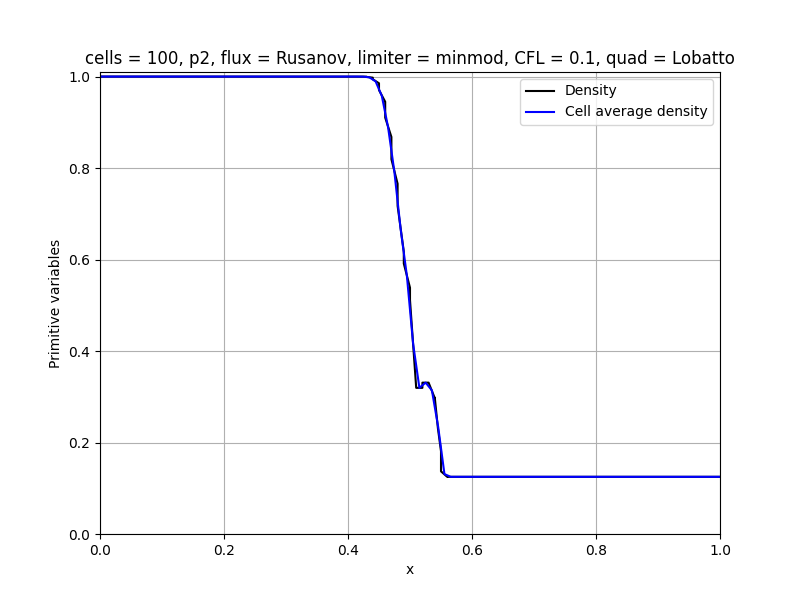 cells = 100, p2, flux = Rusanov, limiter = minmod, CFL = 0.1, quad = Lobatto
Density
Cell average density
Primitive variables
1.0
0.8
0.6
0.4
0.2
0.0
0.0 0.2 0.4 0.6 0.8 1.0
x